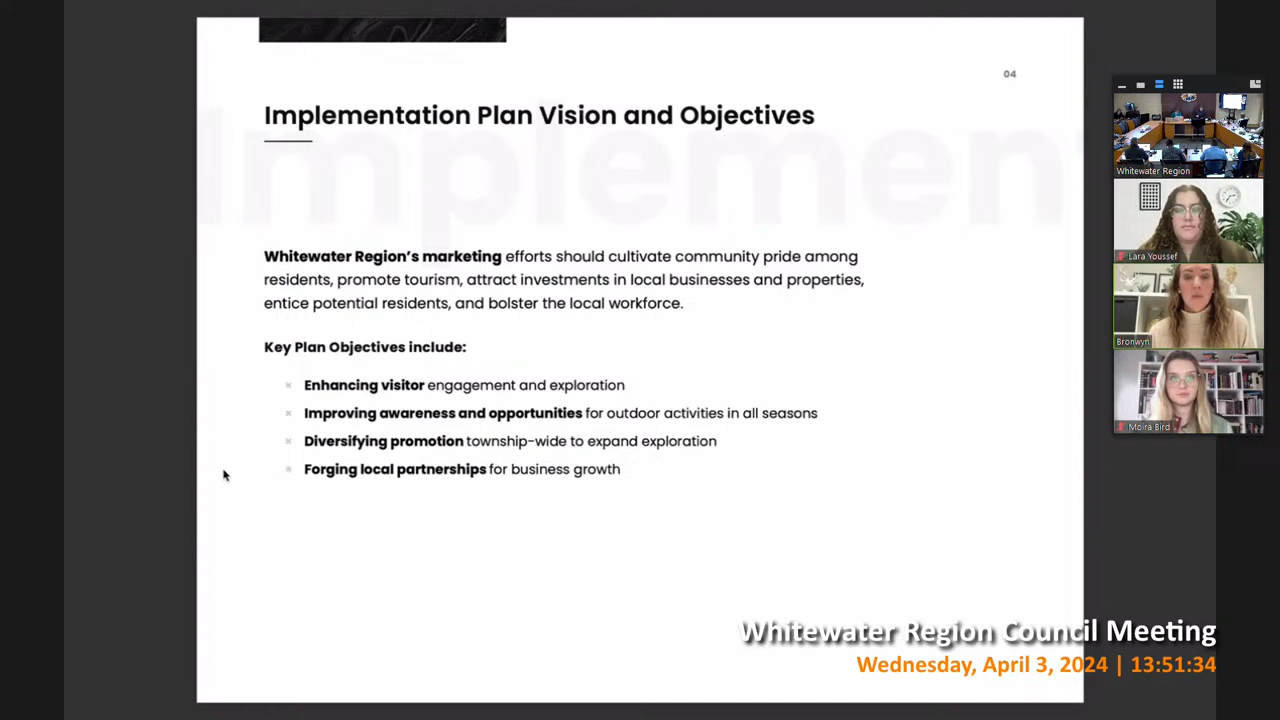 04
Implementation Plan Vision and Objectives
Implemen
Whitewater Region's marketing efforts should cultivate community pride among
residents, promote tourism, attract investments in local businesses and properties,
entice potential residents, and bolster the local workforce.
Key Plan Objectives include:
Enhancing visitor engagement and exploration
Improving awareness and opportunities for outdoor activities in all seasons
Diversifying promotion township-wide to expand exploration
Forging local partnerships for business growth
Whitewater Region
Lara Youssef
Bronwyn
Moira Bird
Whitewater Region Council Meeting
Wednesday, April 3, 2024 | 13:51:34